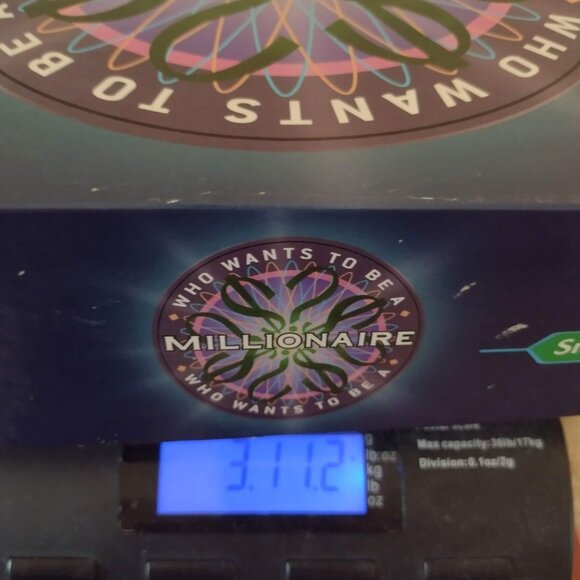 WHO WANTS TO BE A
WHO WANTS TO BE A
MILLIONAIRE
WHO WANTS TO BE A
3.11.2
g
lb:oz
kg
lb
oz
Max capacity:36lb/17kg
Division:0.1oz/2g